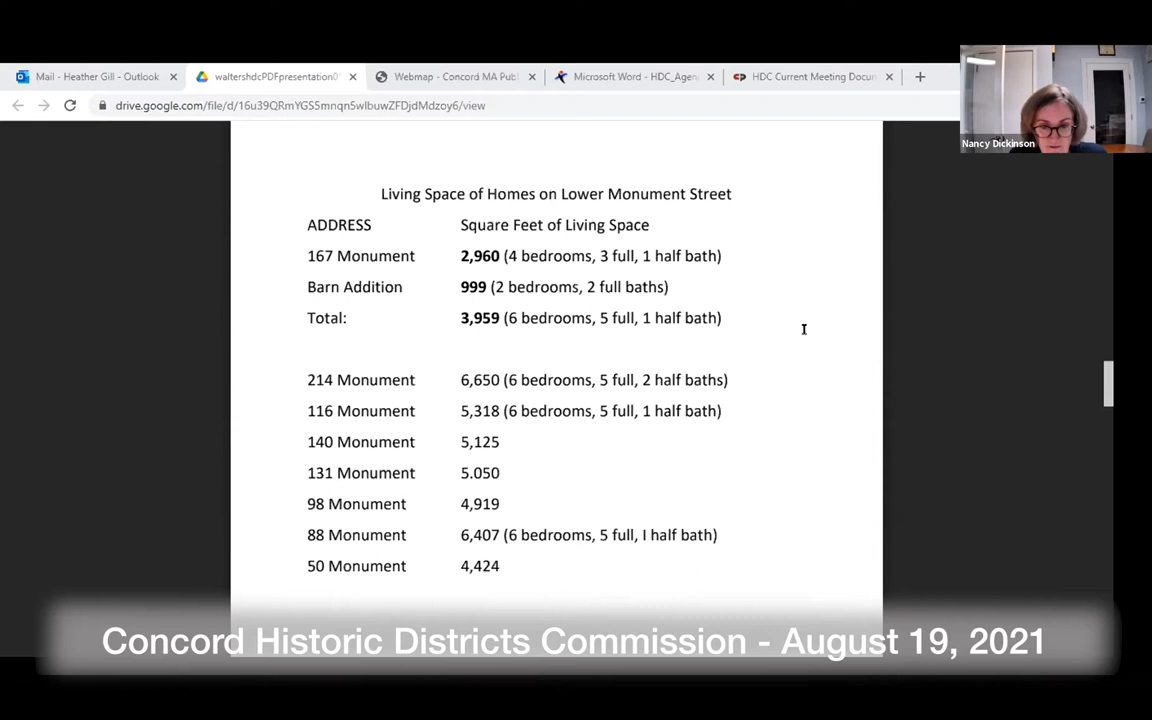 Mail - Heather Gill - Outlook
waltershdcPDFpresentation0
Webmap - Concord MA Pub
Microsoft Word - HDC_Agen
HDC Current Meeting Docum
drive.google.com/file/d/16u39QRmYGS5mnqn5wIbuwZFDjdMdzoy6/view
Nancy Dickinson
Living Space of Homes on Lower Monument Street
ADDRESS Square Feet of Living Space
167 Monument 2,960 (4 bedrooms, 3 full, 1 half bath)
Barn Addition 999 (2 bedrooms, 2 full baths)
Total: 3,959 (6 bedrooms, 5 full, 1 half bath)
214 Monument 6,650 (6 bedrooms, 5 full, 2 half baths)
116 Monument 5,318 (6 bedrooms, 5 full, 1 half bath)
140 Monument 5,125
131 Monument 5.050
98 Monument 4,919
88 Monument 6,407 (6 bedrooms, 5 full, I half bath)
50 Monument 4,424
Concord Historic Districts Commission - August 19, 2021